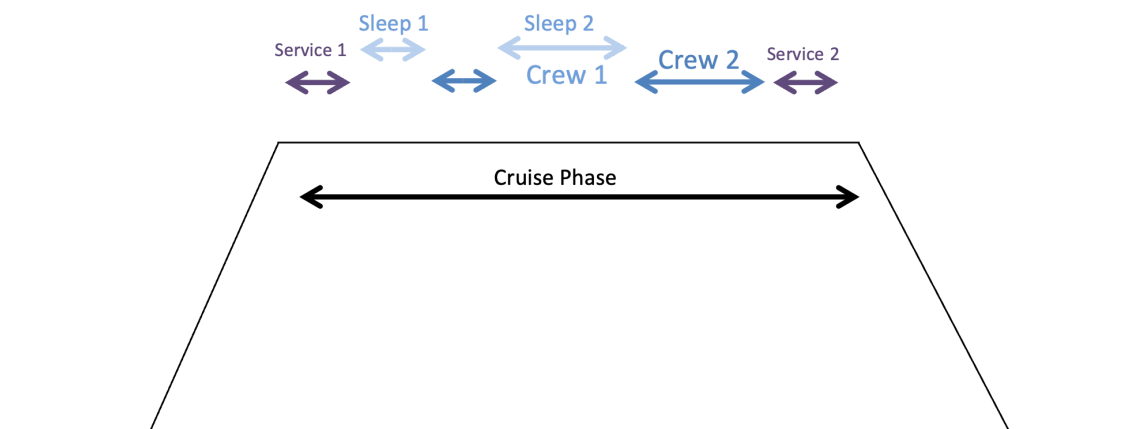 Sleep 1
Sleep 2
Service 1
Crew 1
Crew 2
Service 2
Cruise Phase